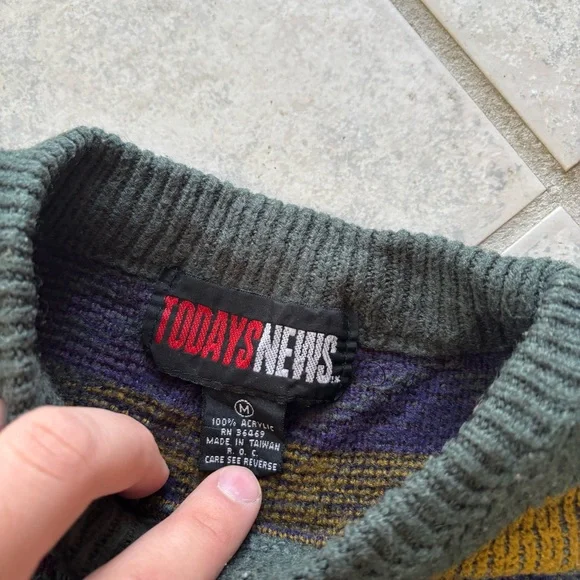 TODAYSNEWS
M
100% ACRYLIC
RN 36469
MADE IN TAIWAN
R. O. C.
CARE SEE REVERSE